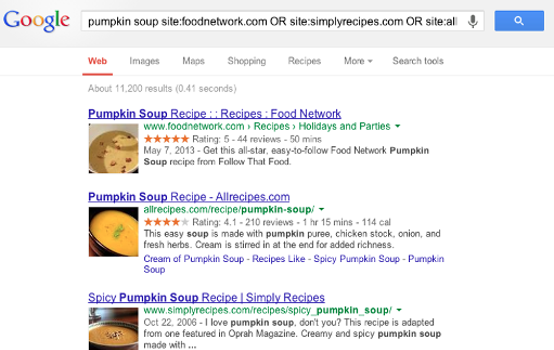 Google
pumpkin soup site:foodnetwork.com OR site:simplyrecipes.com OR site:al
Web Images Maps Shopping Recipes More Search tools
About 11,200 results (0.41 seconds)
Pumpkin Soup Recipe : : Recipes : Food Network
www.foodnetwork.com › Recipes › Holidays and Parties
Rating: 5 - 44 reviews - 50 mins
May 7, 2013 - Get this all-star, easy-to-follow Food Network Pumpkin
Soup recipe from Follow That Food.
Pumpkin Soup Recipe - Allrecipes.com
allrecipes.com/recipe/pumpkin-soup/
Rating: 4.1 - 210 reviews - 1 hr 15 mins - 114 cal
This easy soup is made with pumpkin puree, chicken stock, onion, and
fresh herbs. Cream is stirred in at the end for added richness.
Cream of Pumpkin Soup - Recipes Like - Spicy Pumpkin Soup - Pumpkin
Soup
Spicy Pumpkin Soup Recipe | Simply Recipes
www.simplyrecipes.com/recipes/spicy_pumpkin_soup/
Oct 22, 2006 - I love pumpkin soup, don't you? This recipe is adapted
from one featured in Oprah Magazine. Creamy and spicy pumpkin soup
made with ...